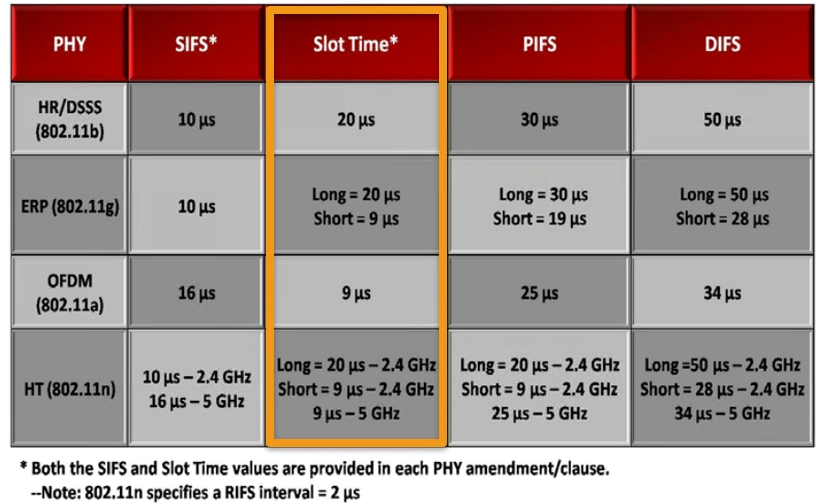 PHY SIFS* Slot Time* PIFS DIFS
HR/DSSS
(802.11b)
10 µs
20 µs
30 µs
50 µs
ERP (802.11g)
10 µs
Long = 20 µs
Short = 9 µs
Long = 30 µs
Short = 19 µs
Long = 50 µs
Short = 28 µs
OFDM
(802.11a)
16 µs
9 µs
25 µs
34 µs
HT (802.11n)
10 µs – 2.4 GHz
16 µs – 5 GHz
Long = 20 µs – 2.4 GHz
Short = 9 µs – 2.4 GHz
9 µs – 5 GHz
Long = 20 µs – 2.4 GHz
Short = 9 µs – 2.4 GHz
25 µs – 5 GHz
Long =50 µs – 2.4 GHz
Short = 28 µs – 2.4 GHz
34 µs – 5 GHz
* Both the SIFS and Slot Time values are provided in each PHY amendment/clause.
--Note: 802.11n specifies a RIFS interval = 2 µs